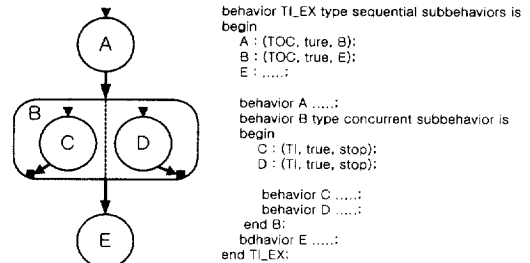 A
B
C
D
E
behavior TI_EX type sequential subbehaviors is
begin
A : (TOC, ture, B);
B : (TOC, true, E);
E : .....;
behavior A .....;
behavior B type concurrent subbehavior is
begin
C : (TI, true, stop);
D : (TI, true, stop);
behavior C .....;
behavior D .....;
end B;
bdhavior E .....;
end TI_EX;